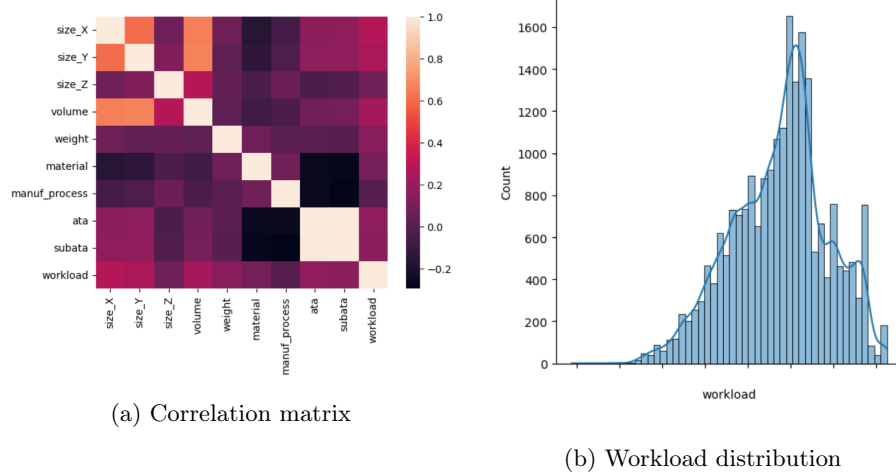 size_X
size_Y
size_Z
volume
weight
material
manuf_process
ata
subata
workload
size_X
size_Y
size_Z
volume
weight
material
manuf_process
ata
subata
workload
1.0
0.8
0.6
0.4
0.2
0.0
−0.2
(a) Correlation matrix
1600
1400
1200
1000
800
600
400
200
0
Count
workload
(b) Workload distribution